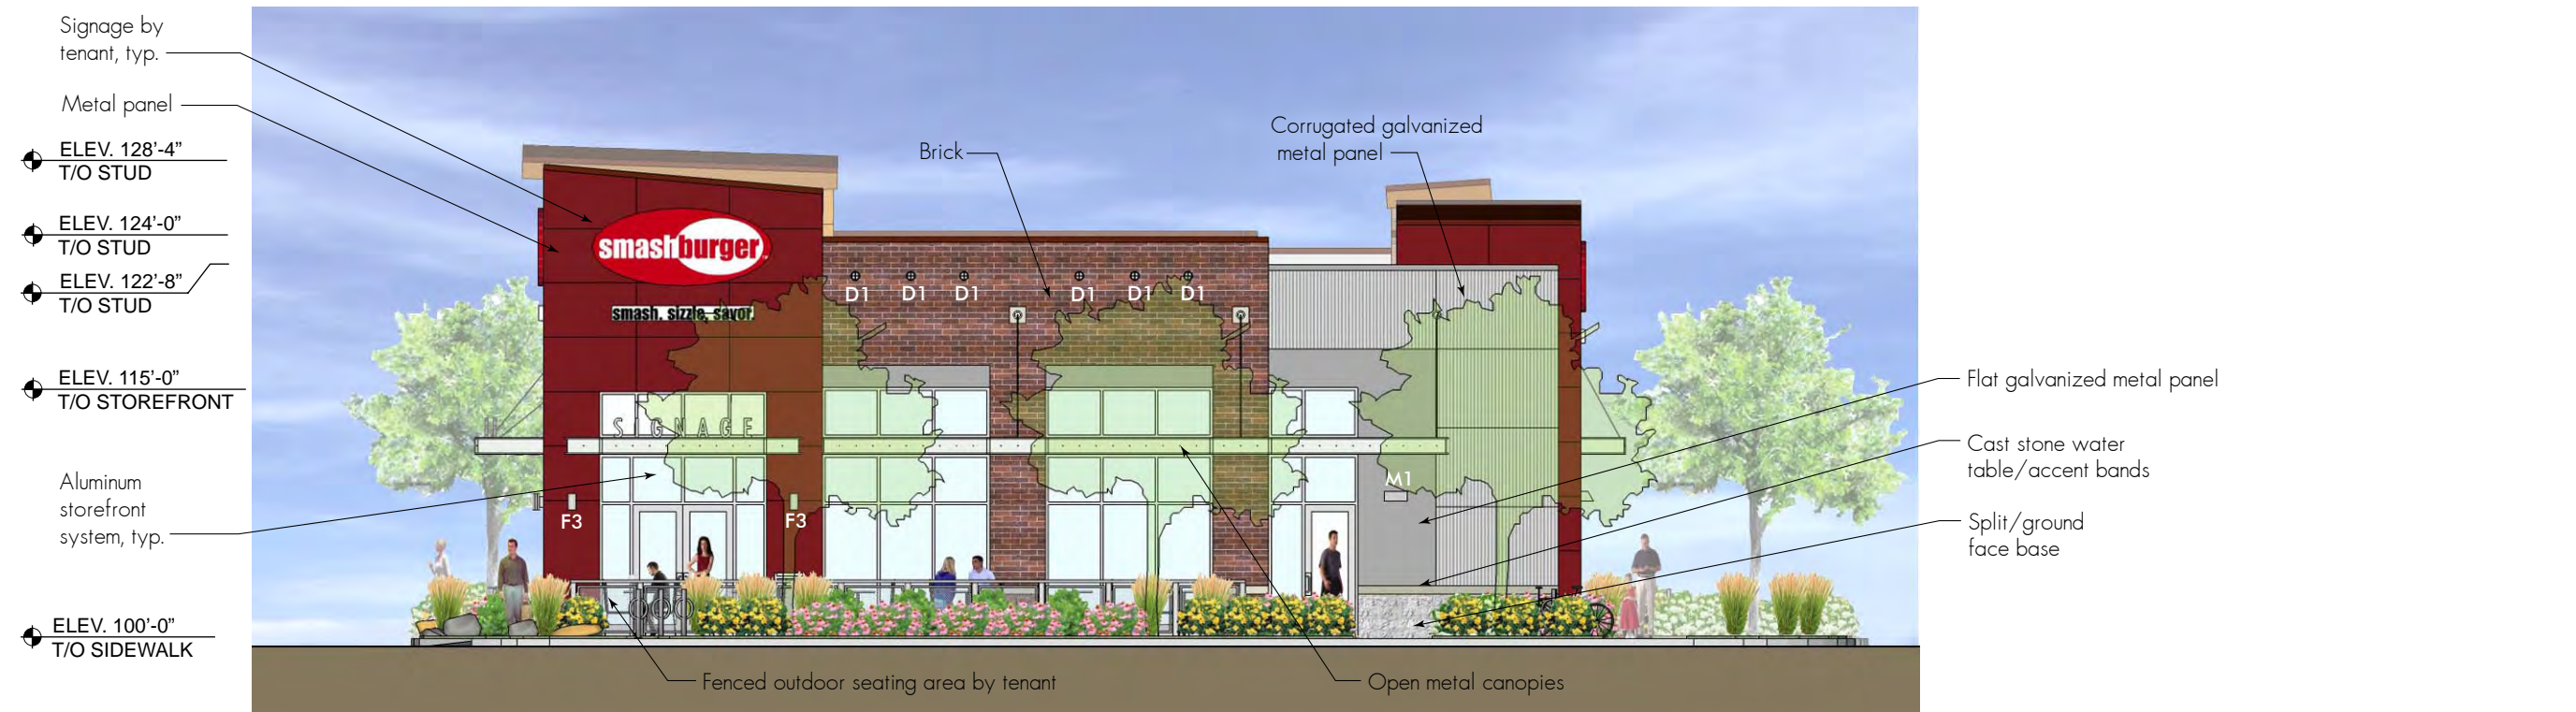 Signage by
tenant, typ.
Metal panel
ELEV. 128'-4"
T/O STUD
ELEV. 124'-0"
T/O STUD
ELEV. 122'-8"
T/O STUD
ELEV. 115'-0"
T/O STOREFRONT
Aluminum
storefront
system, typ.
ELEV. 100'-0"
T/O SIDEWALK
smashburger
smash. sizzle. savor.
SIGNAGE
F3
F3
Brick
D1 D1 D1 D1 D1 D1
Corrugated galvanized
metal panel
M1
Flat galvanized metal panel
Cast stone water
table/accent bands
Split/ground
face base
Fenced outdoor seating area by tenant
Open metal canopies